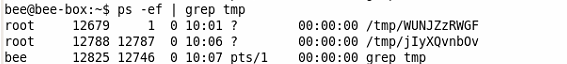 bee@bee-box:~$ ps -ef | grep tmp
root     12679     1  0 10:01 ?        00:00:00 /tmp/WUNJZzRWGF
root     12788 12787  0 10:06 ?        00:00:00 /tmp/jIyXQvnbOv
bee      12825 12746  0 10:07 pts/1    00:00:00 grep tmp